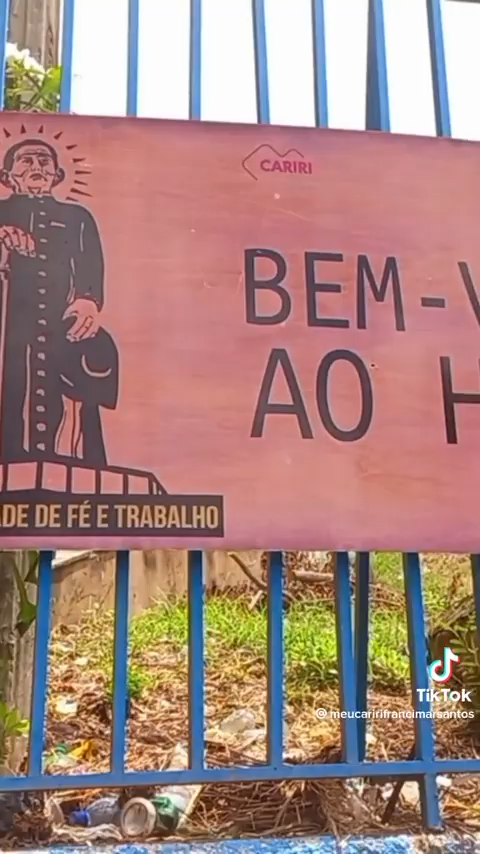 CARIRI
BEM-V
AO H
ADE DE FÉ E TRABALHO
TikTok
@meucaririfrancimarsantos